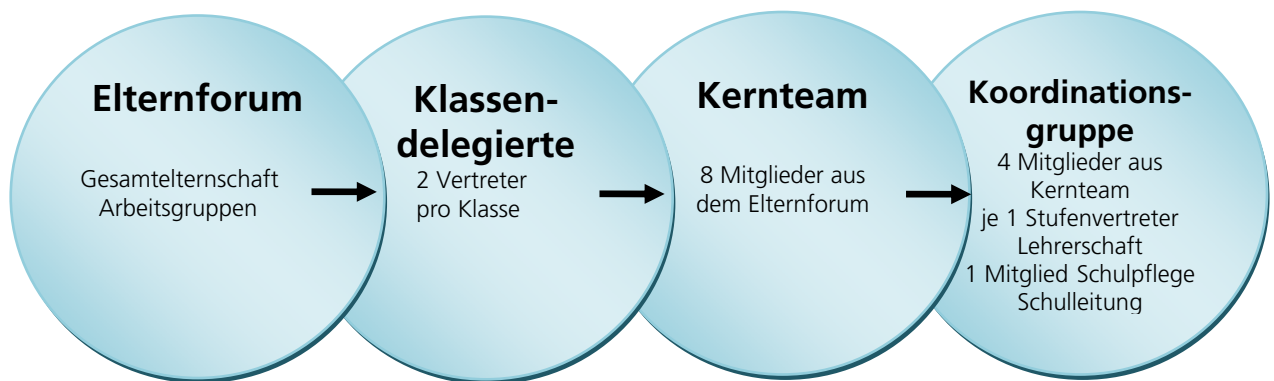 Elternforum
Gesamtelternschaft
Arbeitsgruppen
Klassen-
delegierte
2 Vertreter
pro Klasse
Kernteam
8 Mitglieder aus
dem Elternforum
Koordinations-
gruppe
4 Mitglieder aus
Kernteam
je 1 Stufenvertreter
Lehrerschaft
1 Mitglied Schulpflege
Schulleitung